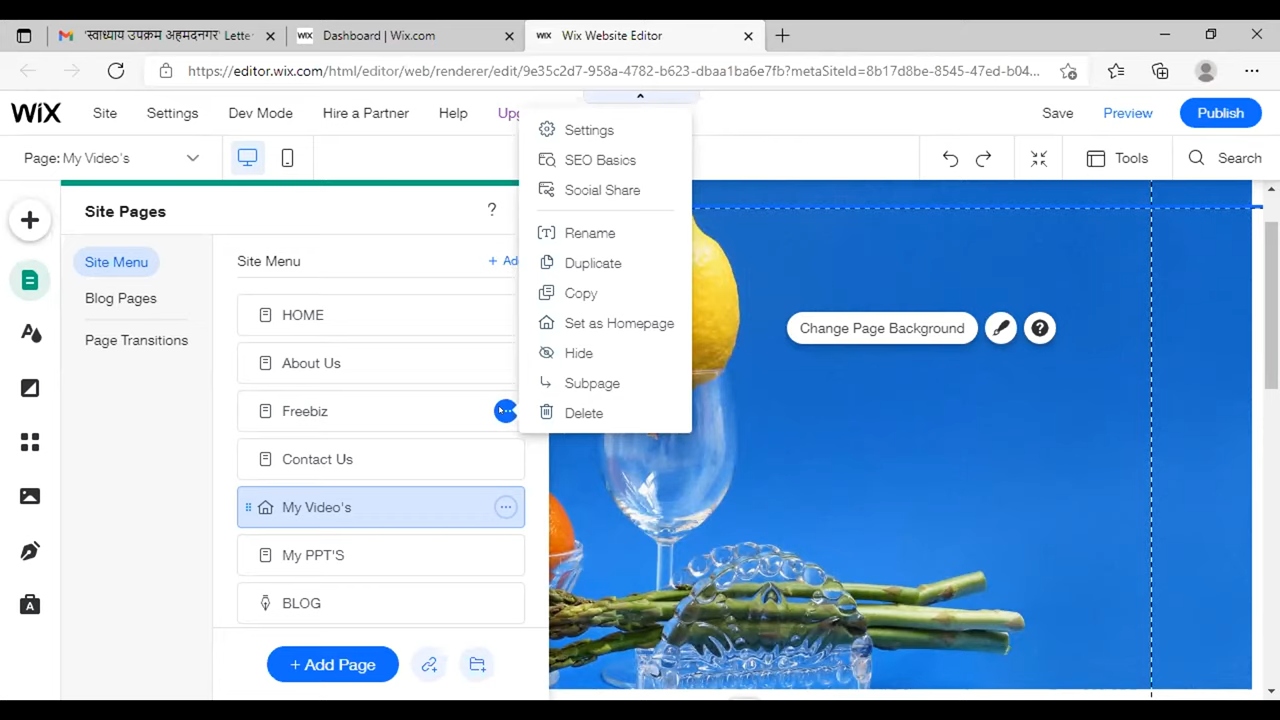 'स्वाध्याय उपक्रम अहमदनगर' Lette
Dashboard | Wix.com
Wix Website Editor
https://editor.wix.com/html/editor/web/renderer/edit/9e35c2d7-958a-4782-b623-dbaa1ba6e7fb?metaSiteId=8b17d8be-8545-47ed-b04...
WiX
Site
Settings
Dev Mode
Hire a Partner
Help
Upg
Save
Preview
Publish
Page: My Video's
Tools
Search
Site Pages
?
Site Menu
Blog Pages
Page Transitions
Site Menu
+ Add
HOME
About Us
Freebiz
Contact Us
My Video's
My PPT'S
BLOG
+ Add Page
Settings
SEO Basics
Social Share
Rename
Duplicate
Copy
Set as Homepage
Hide
Subpage
Delete
Change Page Background
?